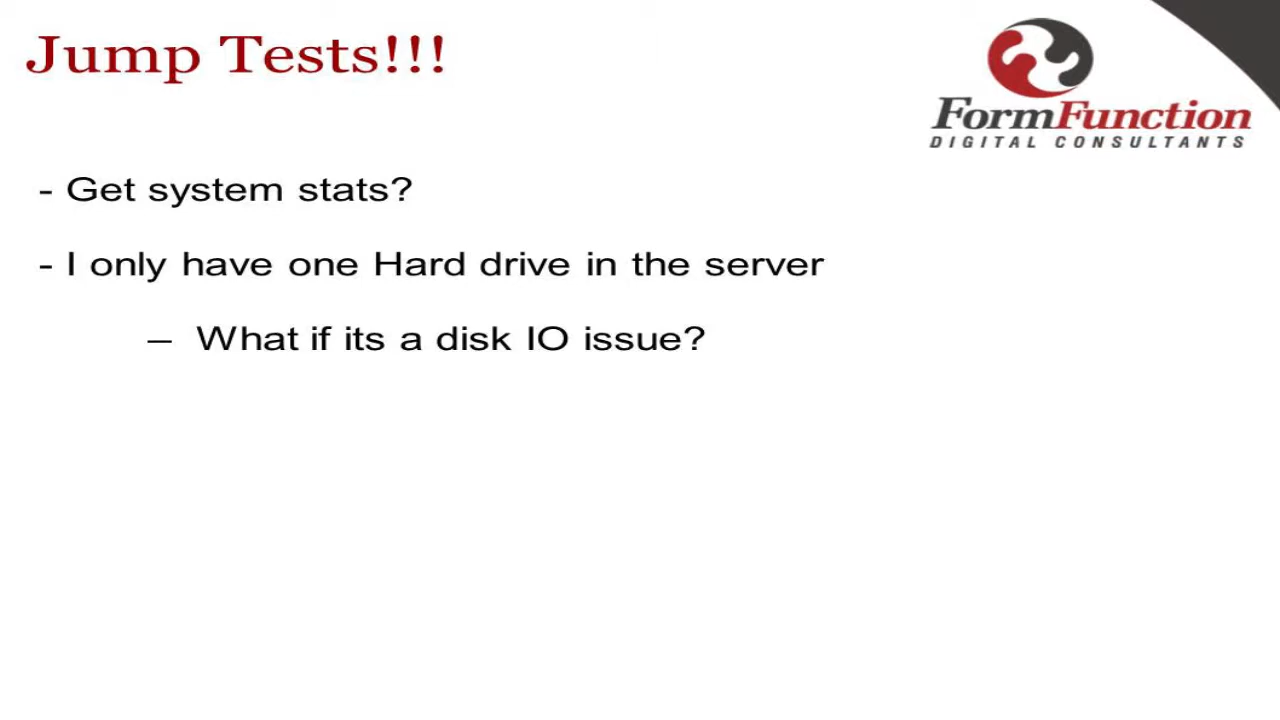 Jump Tests!!!
FormFunction
DIGITAL CONSULTANTS
- Get system stats?
- I only have one Hard drive in the server
– What if its a disk IO issue?